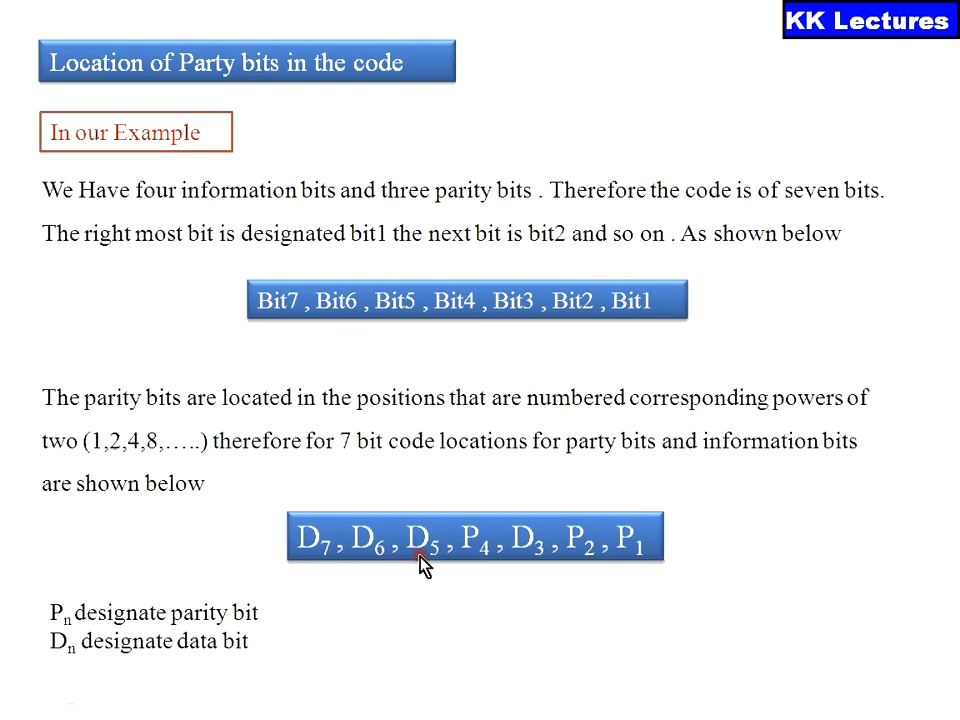 KK Lectures
Location of Party bits in the code
In our Example
We Have four information bits and three parity bits . Therefore the code is of seven bits.
The right most bit is designated bit1 the next bit is bit2 and so on . As shown below
Bit7 , Bit6 , Bit5 , Bit4 , Bit3 , Bit2 , Bit1
The parity bits are located in the positions that are numbered corresponding powers of
two (1,2,4,8,…..) therefore for 7 bit code locations for party bits and information bits
are shown below
D₇ , D₆ , D₅ , P₄ , D₃ , P₂ , P₁
Pₙ designate parity bit
Dₙ designate data bit